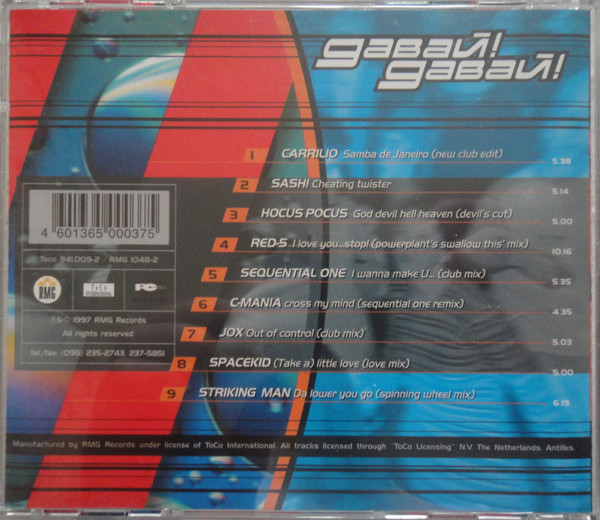 давай!
давай!
1 CARRILIO Samba de Janeiro (new club edit) 5.38
2 SASH! Cheating twister 5.14
3 HOCUS POCUS God devil hell heaven (devil's cut) 5.00
4 RED-5 I love you...stop! (powerplant's swallow this' mix) 10.16
5 SEQUENTIAL ONE I wanna make U... (club mix) 5.35
6 C-MANIA cross my mind (sequential one remix) 4.35
7 JOX Out of control (club mix) 5.03
8 SPACEKID (Take a) little love (love mix) 5.00
9 STRIKING MAN Da lower you go (spinning wheel mix) 6.19
4 601365 000375
Toco 941.009-2 / RMG 1048-2
RMG
ToCo
INTERNATIONAL
℗&© 1997 RMG Records
All rights reserved
tel. fax: (095) 235-2743 237-5851
Manufactured by RMG Records under license of ToCo International. All tracks licensed through "ToCo Licensing" N.V. The Netherlands. Antilles.